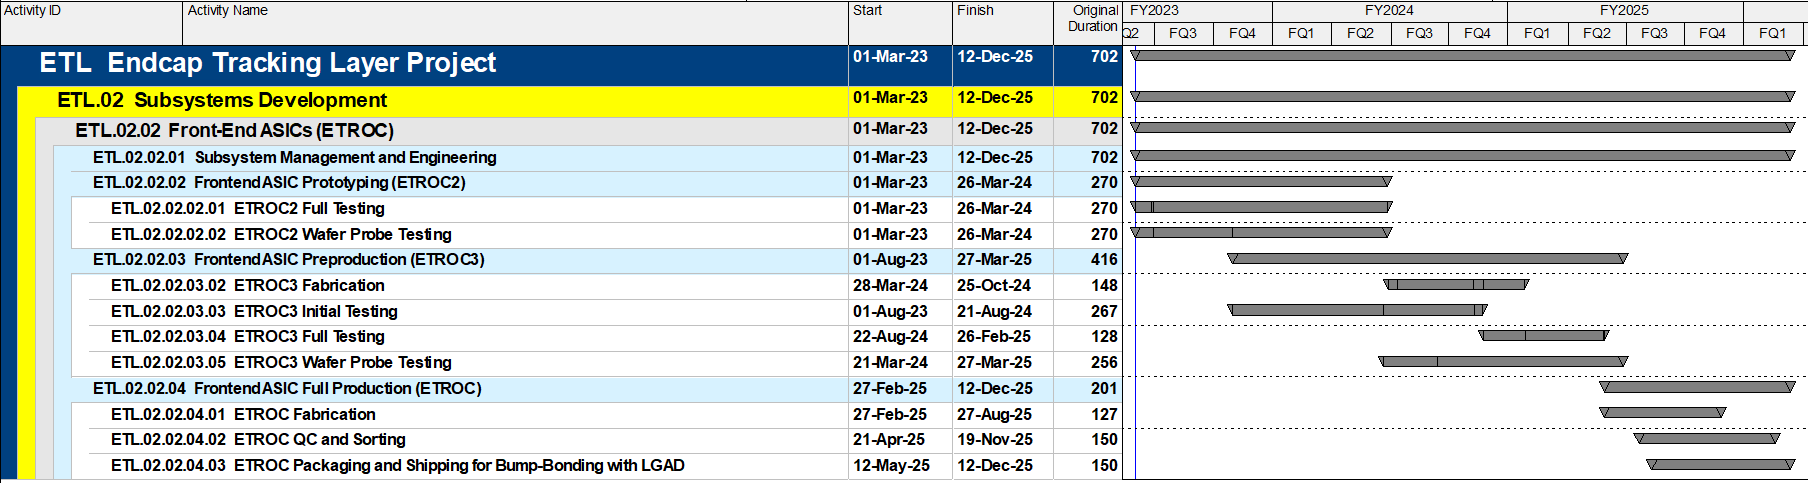 Activity ID Activity Name Start Finish Original Duration FY2023 FY2024 FY2025
Q2 FQ3 FQ4 FQ1 FQ2 FQ3 FQ4 FQ1 FQ2 FQ3 FQ4 FQ1
ETL Endcap Tracking Layer Project 01-Mar-23 12-Dec-25 702
ETL.02 Subsystems Development 01-Mar-23 12-Dec-25 702
ETL.02.02 Front-End ASICs (ETROC) 01-Mar-23 12-Dec-25 702
ETL.02.02.01 Subsystem Management and Engineering 01-Mar-23 12-Dec-25 702
ETL.02.02.02 Frontend ASIC Prototyping (ETROC2) 01-Mar-23 26-Mar-24 270
ETL.02.02.02.01 ETROC2 Full Testing 01-Mar-23 26-Mar-24 270
ETL.02.02.02.02 ETROC2 Wafer Probe Testing 01-Mar-23 26-Mar-24 270
ETL.02.02.03 Frontend ASIC Preproduction (ETROC3) 01-Aug-23 27-Mar-25 416
ETL.02.02.03.02 ETROC3 Fabrication 28-Mar-24 25-Oct-24 148
ETL.02.02.03.03 ETROC3 Initial Testing 01-Aug-23 21-Aug-24 267
ETL.02.02.03.04 ETROC3 Full Testing 22-Aug-24 26-Feb-25 128
ETL.02.02.03.05 ETROC3 Wafer Probe Testing 21-Mar-24 27-Mar-25 256
ETL.02.02.04 Frontend ASIC Full Production (ETROC) 27-Feb-25 12-Dec-25 201
ETL.02.02.04.01 ETROC Fabrication 27-Feb-25 27-Aug-25 127
ETL.02.02.04.02 ETROC QC and Sorting 21-Apr-25 19-Nov-25 150
ETL.02.02.04.03 ETROC Packaging and Shipping for Bump-Bonding with LGAD 12-May-25 12-Dec-25 150